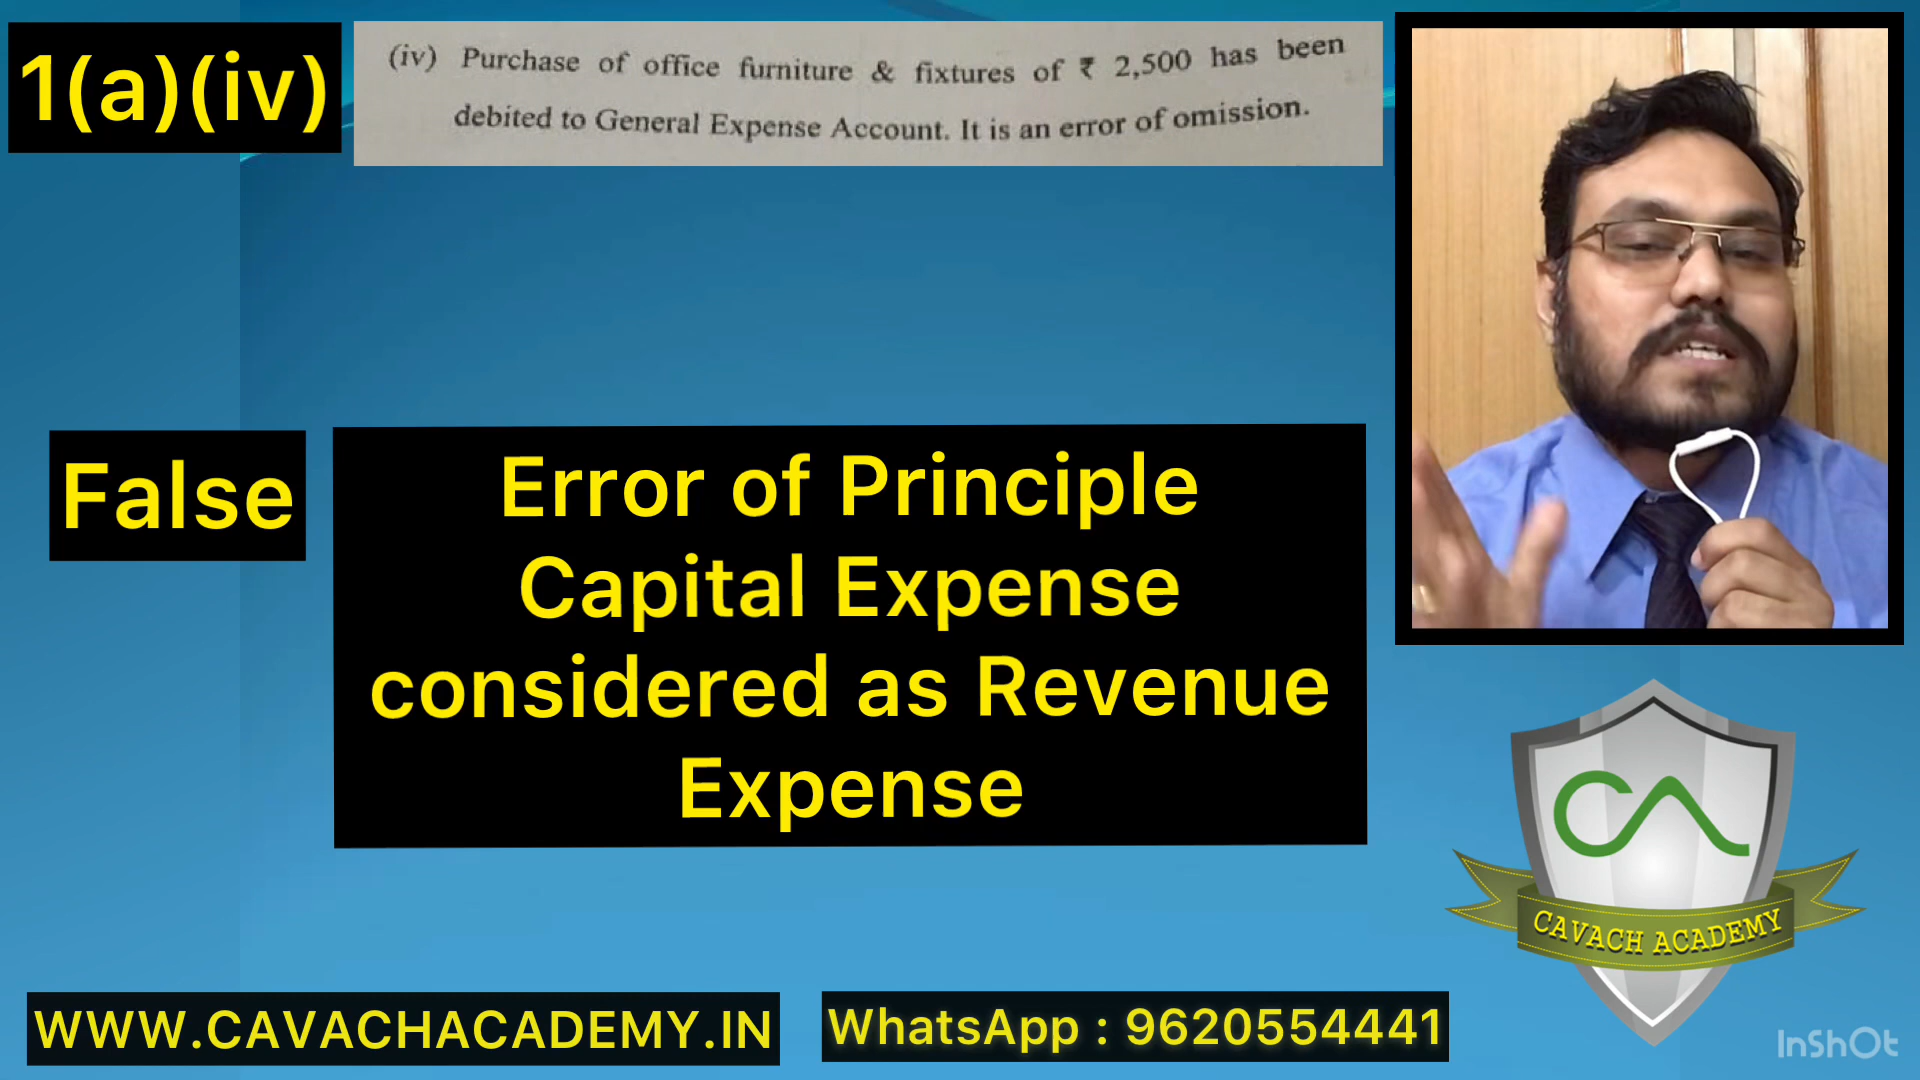 1(a)(iv)
(iv) Purchase of office furniture & fixtures of ₹ 2,500 has been
debited to General Expense Account. It is an error of omission.
False
Error of Principle
Capital Expense
considered as Revenue
Expense
CA
CAVACH ACADEMY
WWW.CAVACHACADEMY.IN
WhatsApp : 9620554441
InShOt